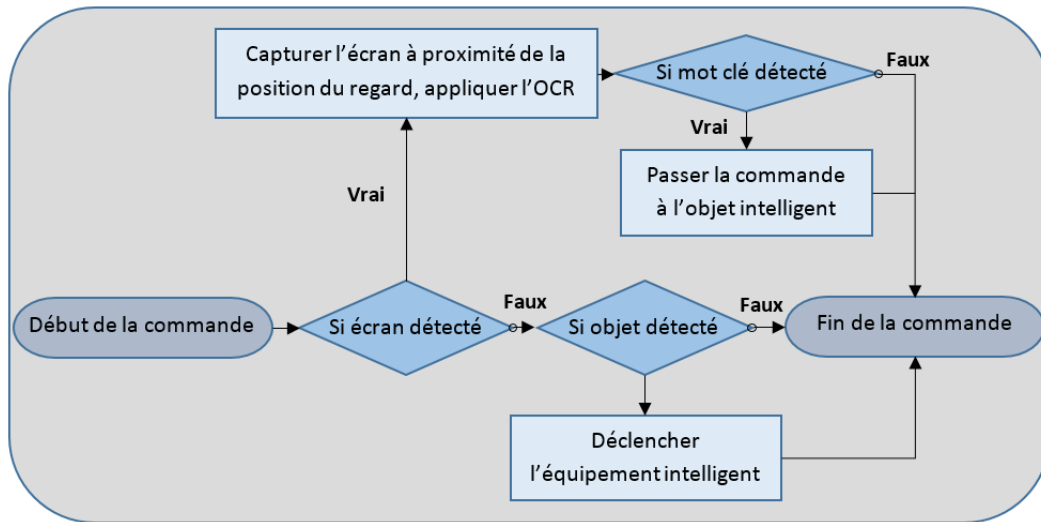 Capturer l’écran à proximité de la
position du regard, appliquer l’OCR
Si mot clé détecté
Faux
Vrai
Passer la commande
à l’objet intelligent
Vrai
Début de la commande
Si écran détecté
Faux
Si objet détecté
Faux
Fin de la commande
Déclencher
l’équipement intelligent